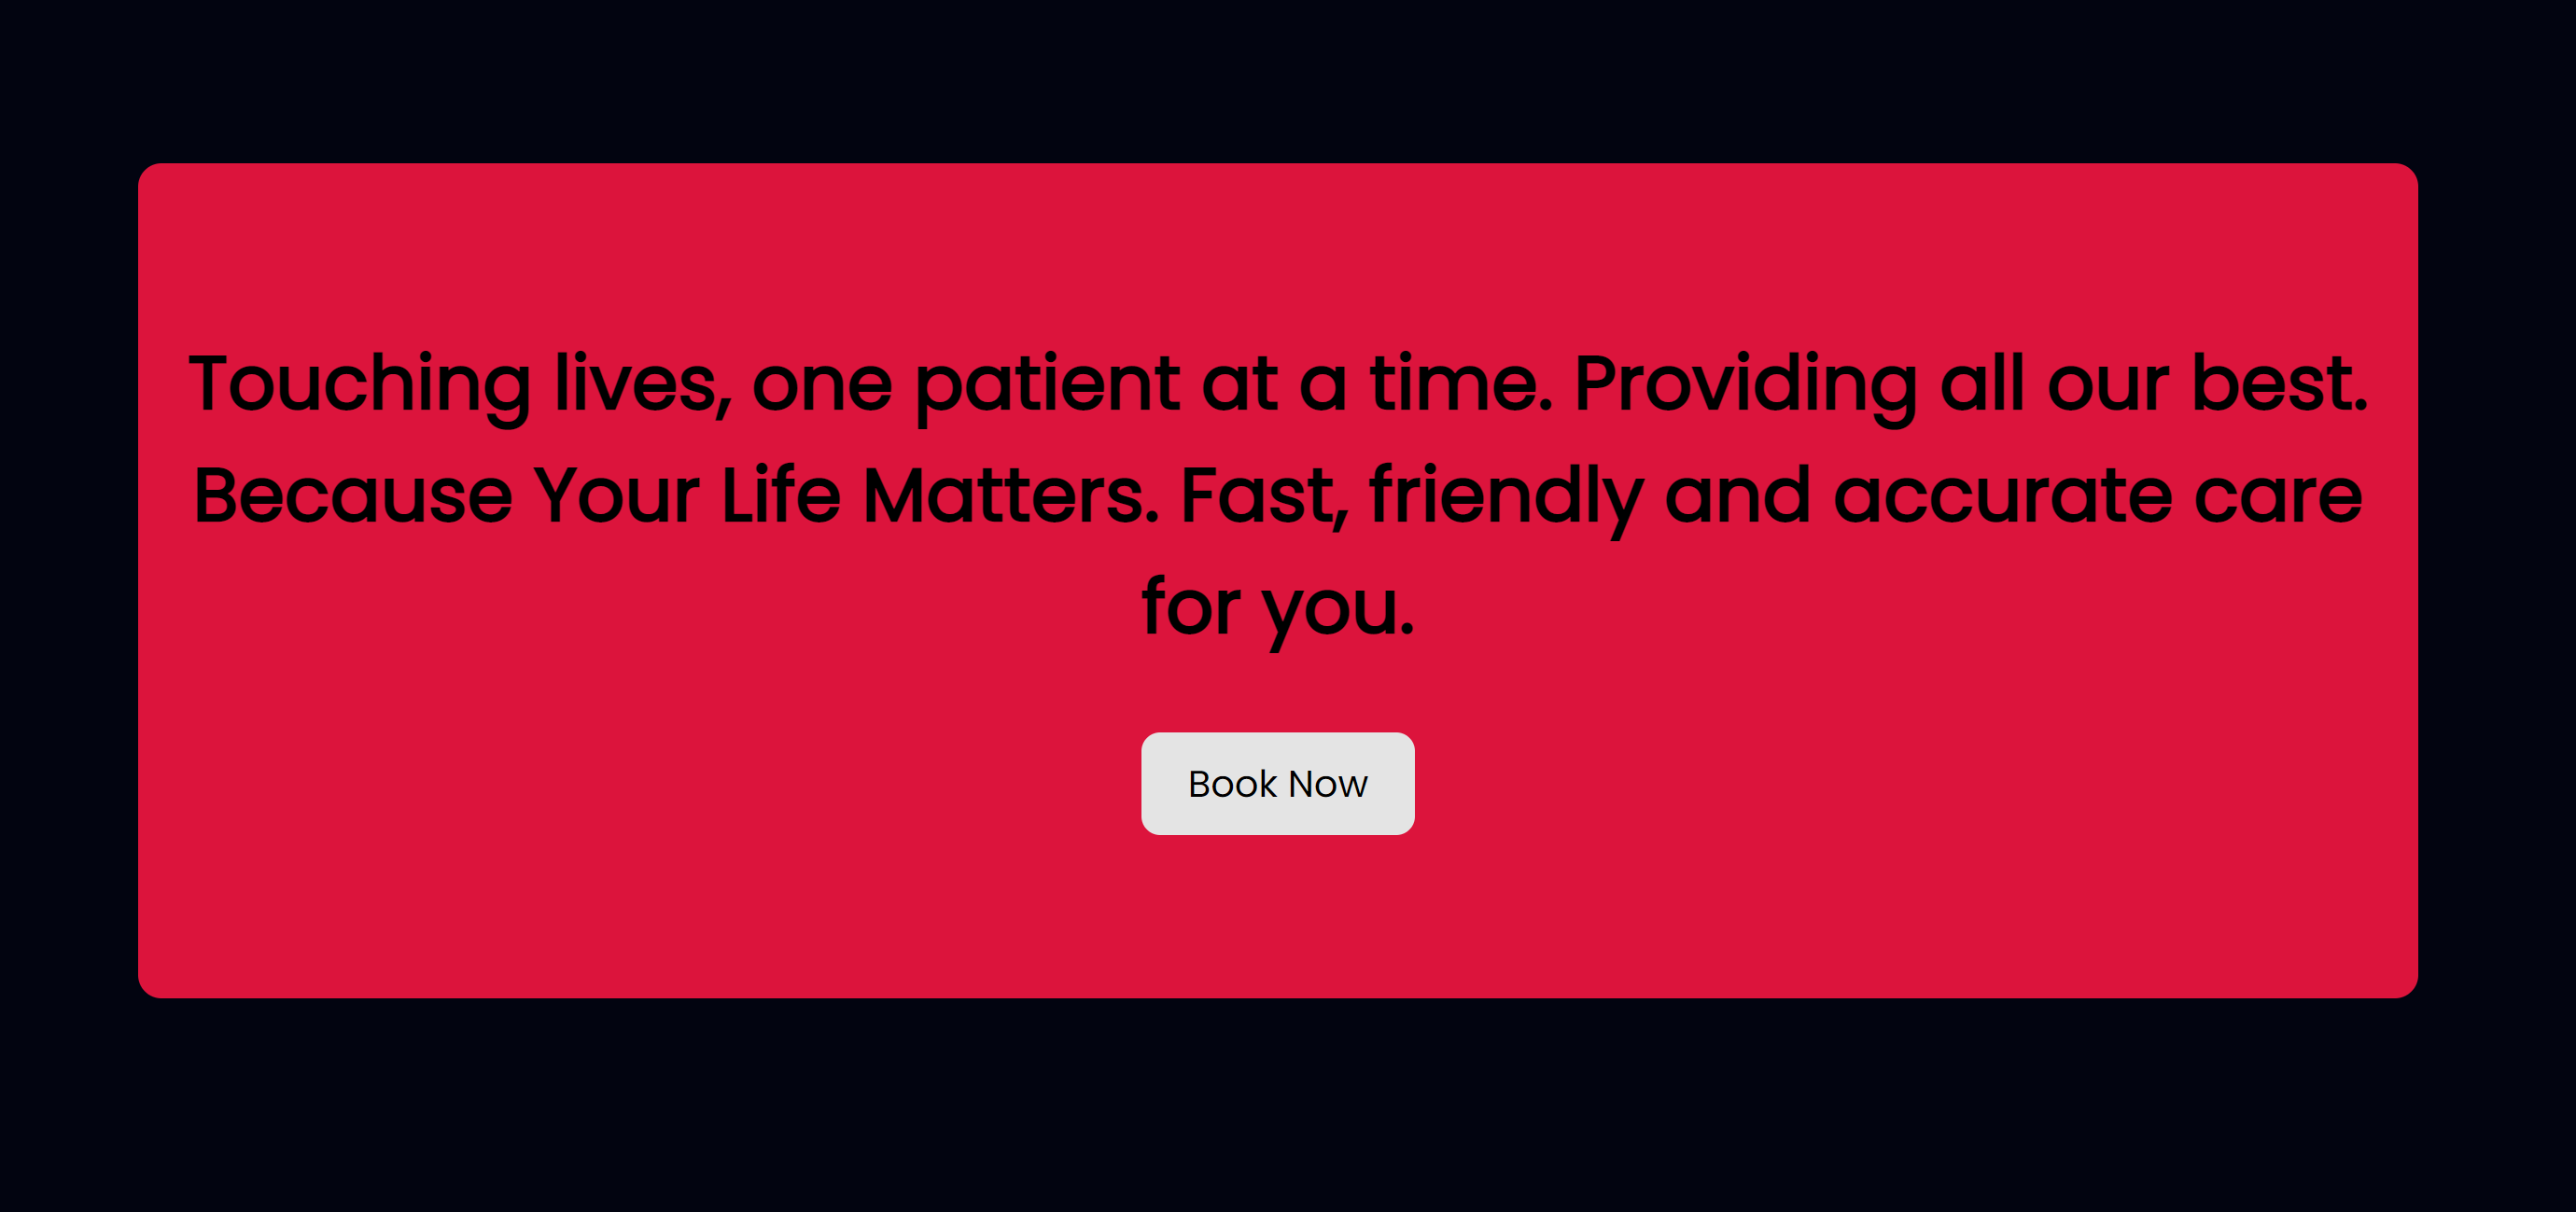 Touching lives, one patient at a time. Providing all our best.
Because Your Life Matters. Fast, friendly and accurate care
for you.
Book Now